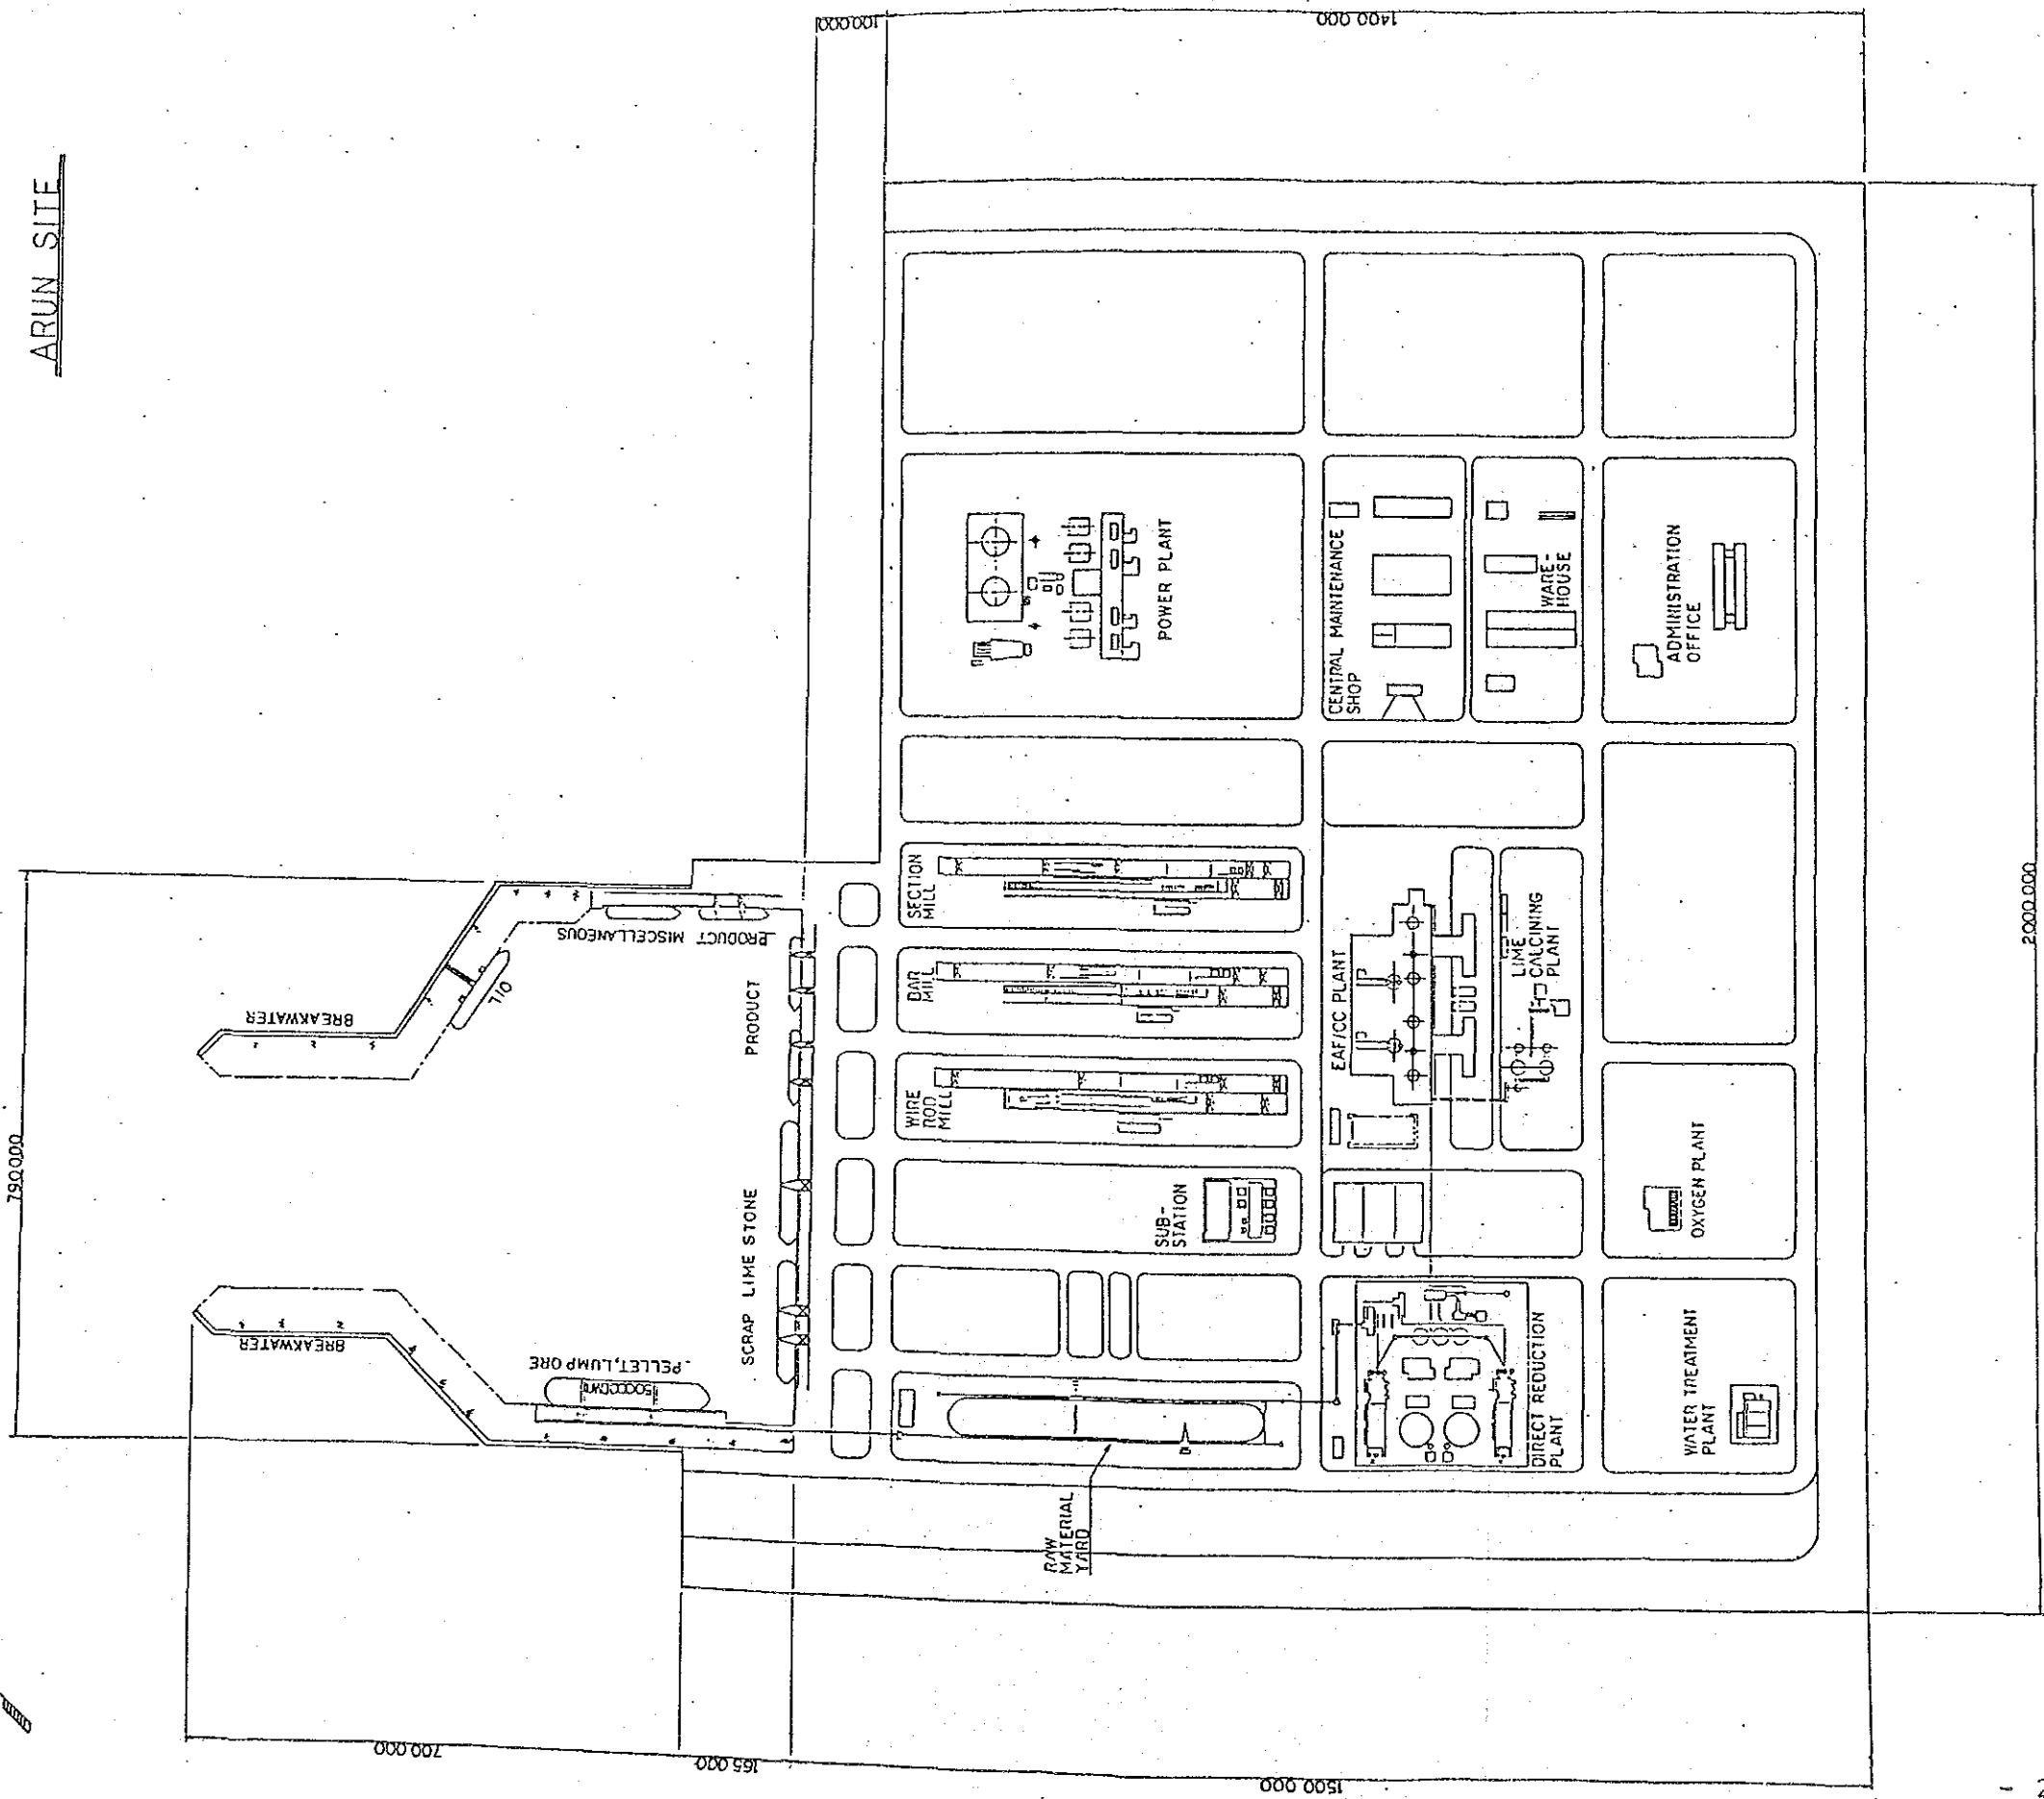 ARUN SITE
100 000
1400 000
790000
2000.000
700 000
165 000
1500 000
BREAKWATER
OIL
PRODUCT MISCELLANEOUS
PRODUCT
SCRAP LIME STONE
BREAKWATER
PELLET, LUMP ORE
50000DWT
SECTION
MILL
BAR
MILL
WIRE
ROD
MILL
SUB-
STATION
RAW
MATERIAL
YARD
POWER PLANT
CENTRAL MAINTENANCE
SHOP
WARE-
HOUSE
ADMINISTRATION
OFFICE
EAF/CC PLANT
LIME
CALCINING
PLANT
OXYGEN PLANT
DIRECT REDUCTION
PLANT
WATER TREATMENT
PLANT